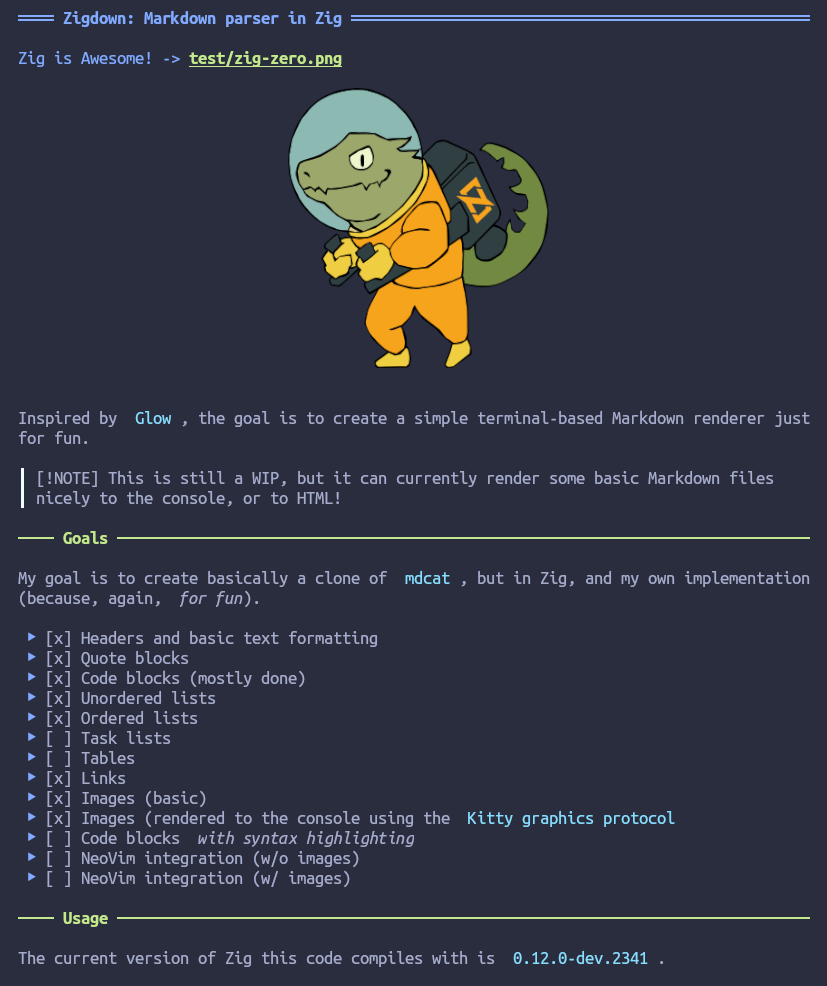 Zigdown: Markdown parser in Zig
Zig is Awesome! -> test/zig-zero.png
Inspired by  Glow , the goal is to create a simple terminal-based Markdown renderer just
for fun.
[!NOTE] This is still a WIP, but it can currently render some basic Markdown files
nicely to the console, or to HTML!
Goals
My goal is to create basically a clone of  mdcat , but in Zig, and my own implementation
(because, again,  for fun).
‣ [x] Headers and basic text formatting
‣ [x] Quote blocks
‣ [x] Code blocks (mostly done)
‣ [x] Unordered lists
‣ [x] Ordered lists
‣ [ ] Task lists
‣ [ ] Tables
‣ [x] Links
‣ [x] Images (basic)
‣ [x] Images (rendered to the console using the  Kitty graphics protocol
‣ [ ] Code blocks  with syntax highlighting
‣ [ ] NeoVim integration (w/o images)
‣ [ ] NeoVim integration (w/ images)
Usage
The current version of Zig this code compiles with is  0.12.0-dev.2341 .